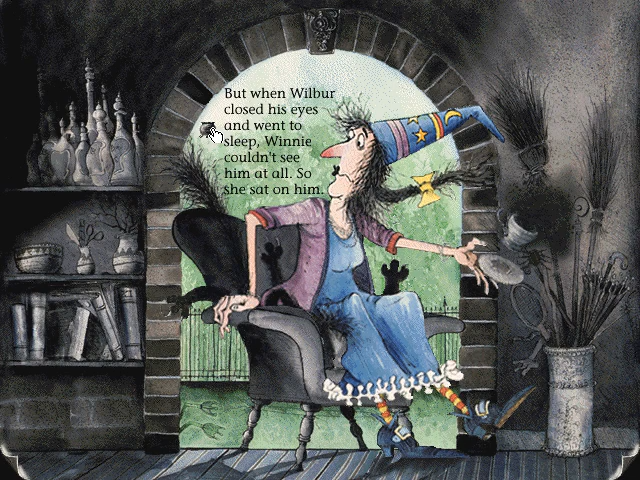 But when Wilbur
closed his eyes
and went to
sleep, Winnie
couldn't see
him at all. So
she sat on him.